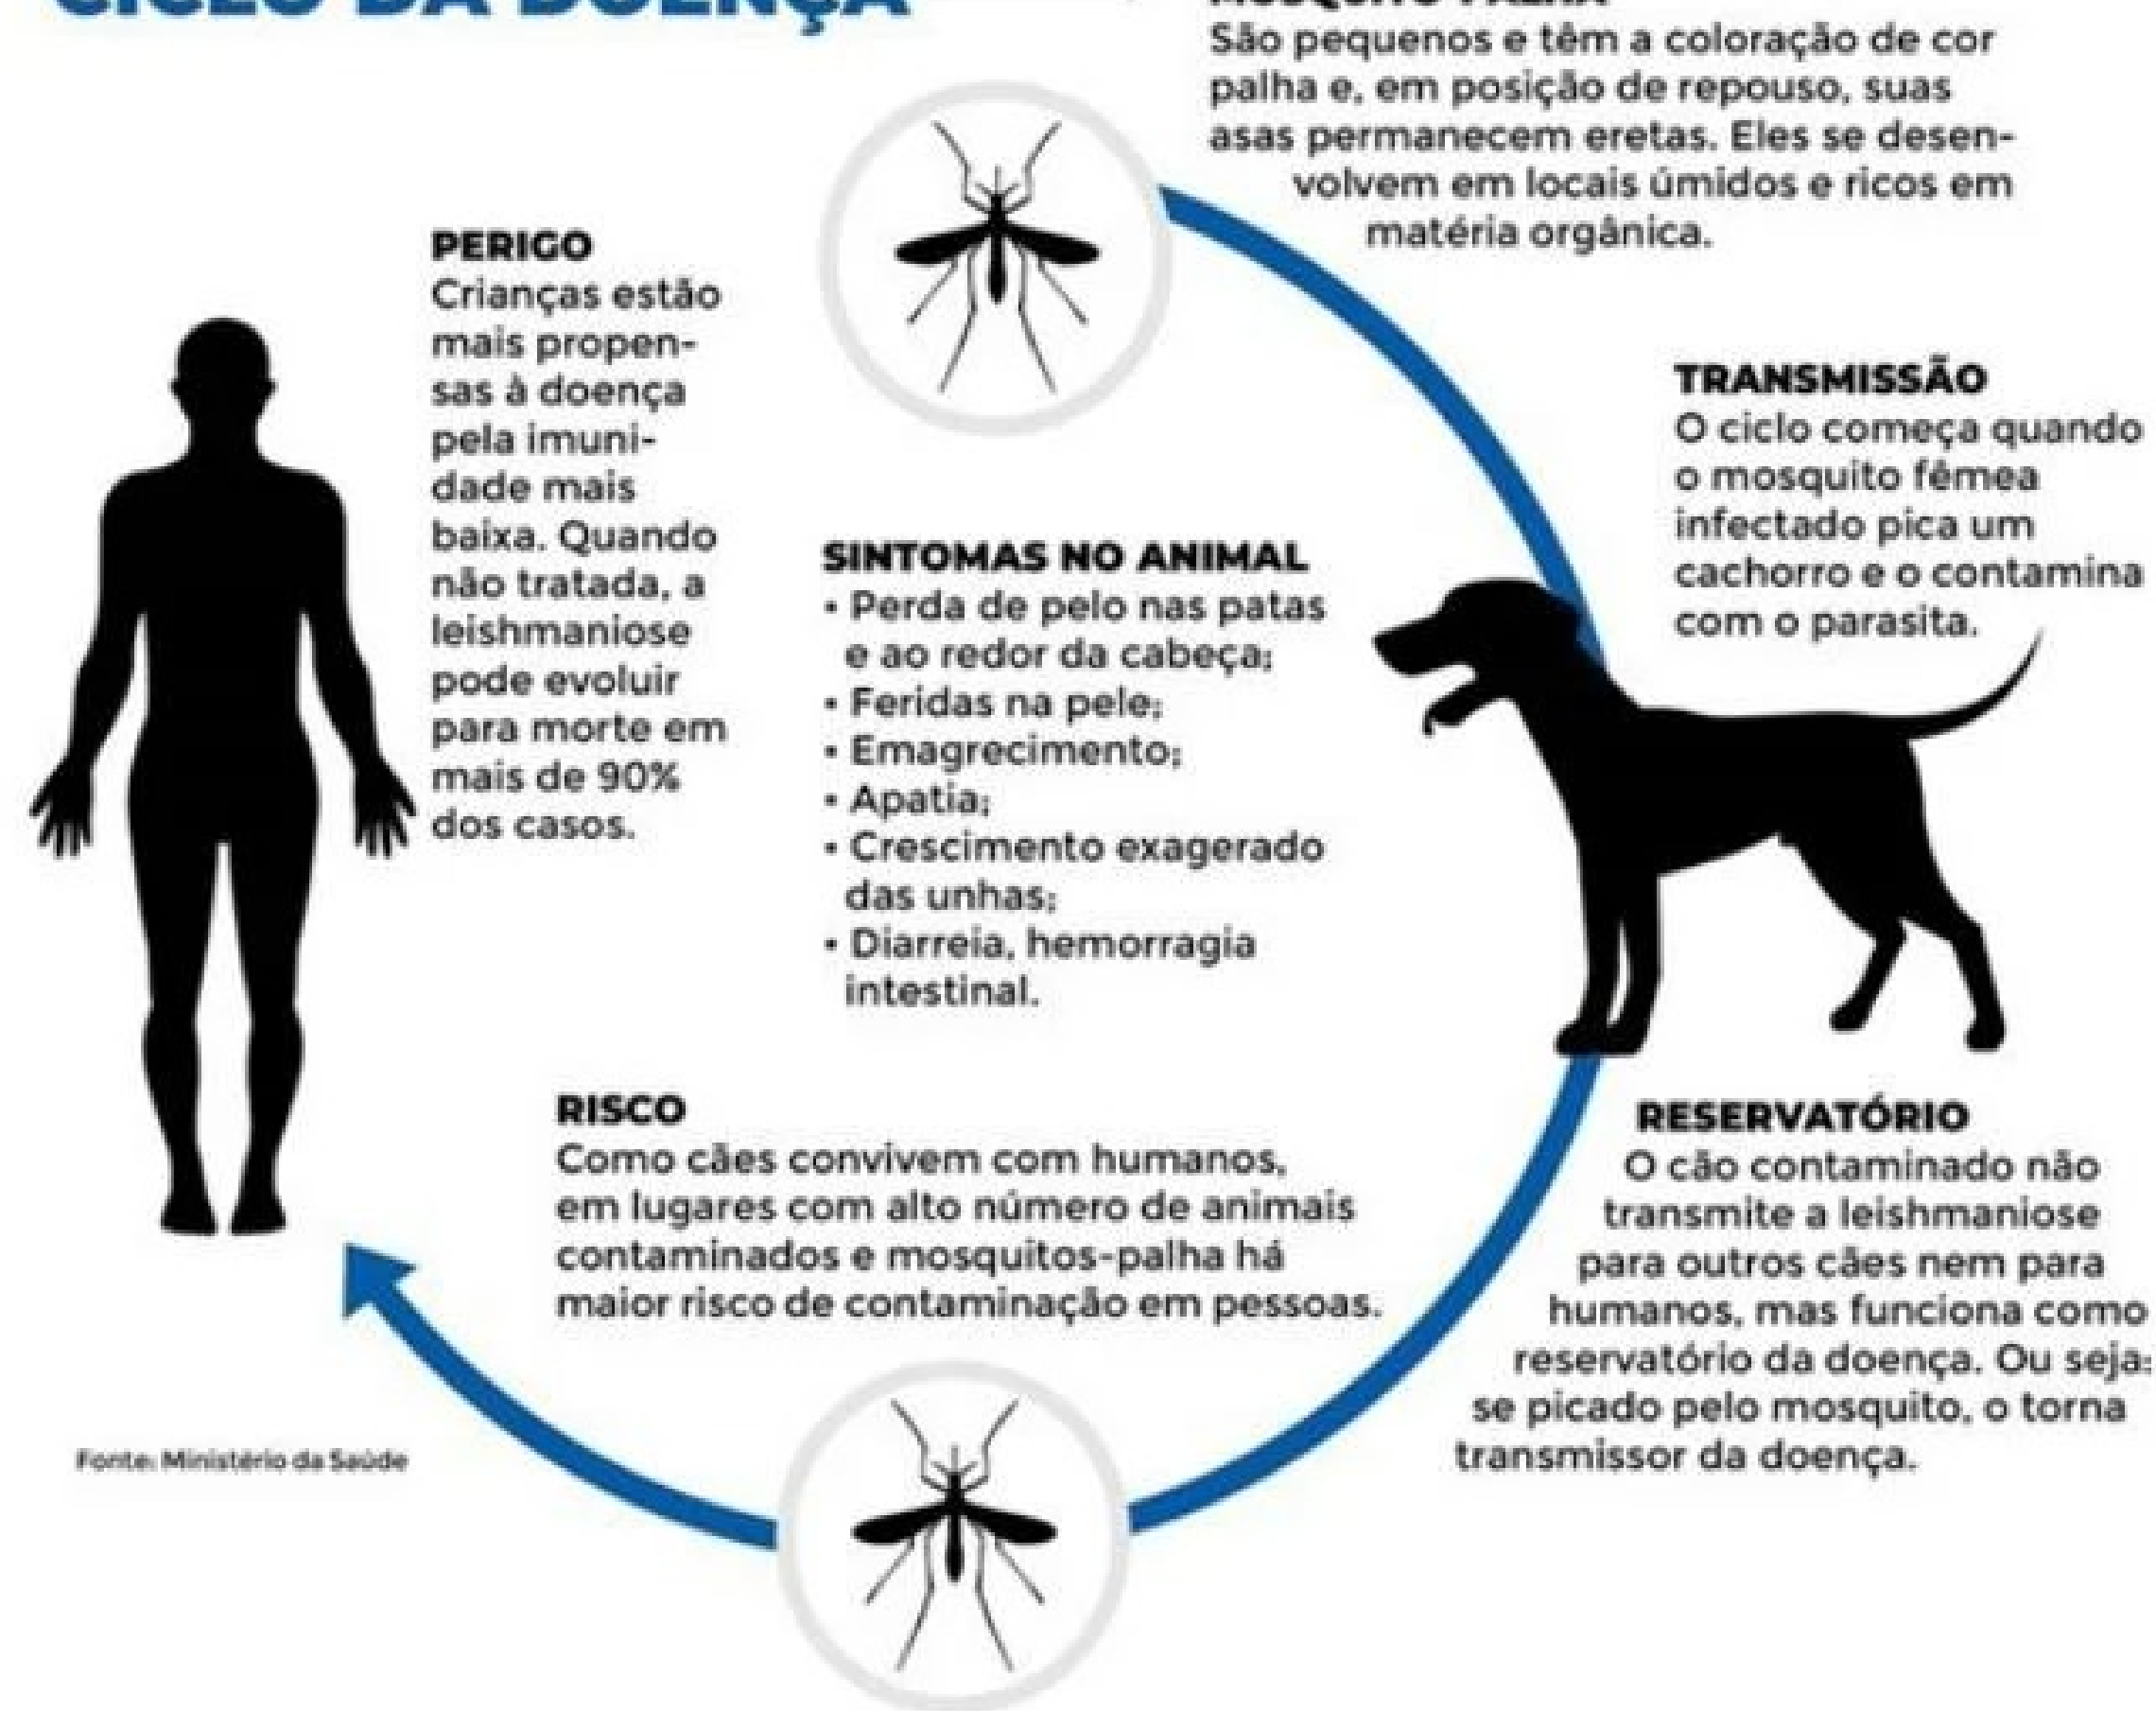 CICLO DA DOENÇA
MOSQUITO-PALHA
São pequenos e têm a coloração de cor
palha e, em posição de repouso, suas
asas permanecem eretas. Eles se desen-
volvem em locais úmidos e ricos em
matéria orgânica.
PERIGO
Crianças estão
mais propen-
sas à doença
pela imuni-
dade mais
baixa. Quando
não tratada, a
leishmaniose
pode evoluir
para morte em
mais de 90%
dos casos.
TRANSMISSÃO
O ciclo começa quando
o mosquito fêmea
infectado pica um
cachorro e o contamina
com o parasita.
SINTOMAS NO ANIMAL
• Perda de pelo nas patas
e ao redor da cabeça;
• Feridas na pele;
• Emagrecimento;
• Apatia;
• Crescimento exagerado
das unhas;
• Diarreia, hemorragia
intestinal.
RISCO
Como cães convivem com humanos,
em lugares com alto número de animais
contaminados e mosquitos-palha há
maior risco de contaminação em pessoas.
RESERVATÓRIO
O cão contaminado não
transmite a leishmaniose
para outros cães nem para
humanos, mas funciona como
reservatório da doença. Ou seja:
se picado pelo mosquito, o torna
transmissor da doença.
Fonte: Ministério da Saúde